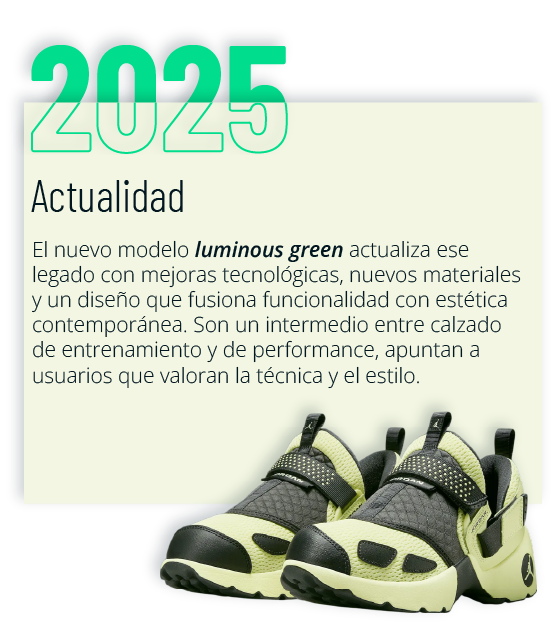 2025
Actualidad
El nuevo modelo luminous green actualiza ese
legado con mejoras tecnológicas, nuevos materiales
y un diseño que fusiona funcionalidad con estética
contemporánea. Son un intermedio entre calzado
de entrenamiento y de performance, apuntan a
usuarios que valoran la técnica y el estilo.